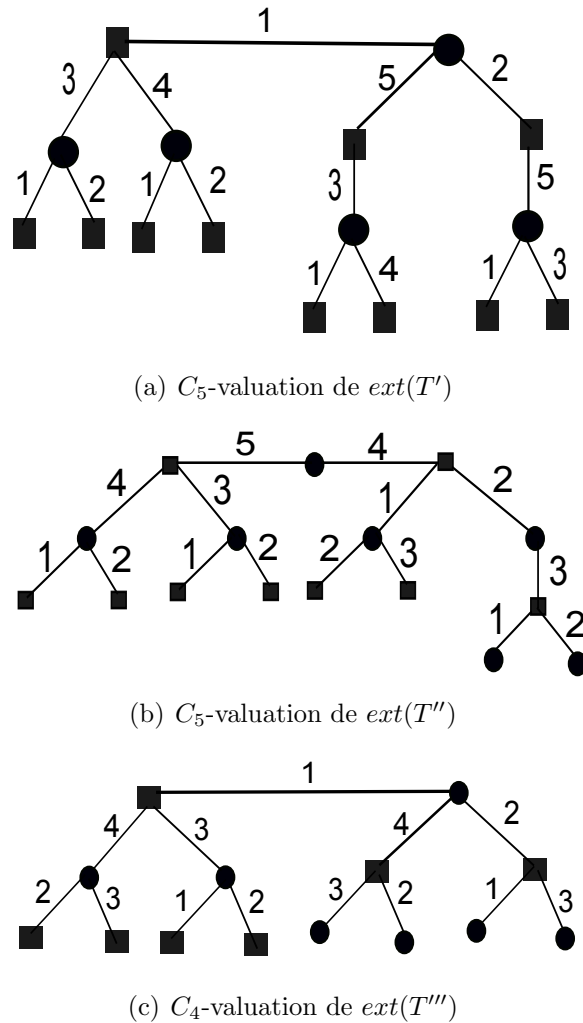 1
3 4 5 2
1 2 1 2 3 5
1 4 1 3
(a) C₅-valuation de ext(T′)
5 4
4 3 1 2
1 2 1 2 2 3 3
1 2
(b) C₅-valuation de ext(T″)
1
4 3 4 2
2 3 1 2 3 2 1 3
(c) C₄-valuation de ext(T‴)